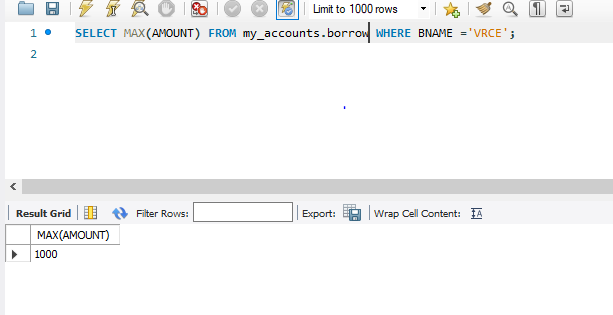 Limit to 1000 rows
1 SELECT MAX(AMOUNT) FROM my_accounts.borrow WHERE BNAME ='VRCE';
2
Result Grid Filter Rows: Export: Wrap Cell Content: IA
MAX(AMOUNT)
1000